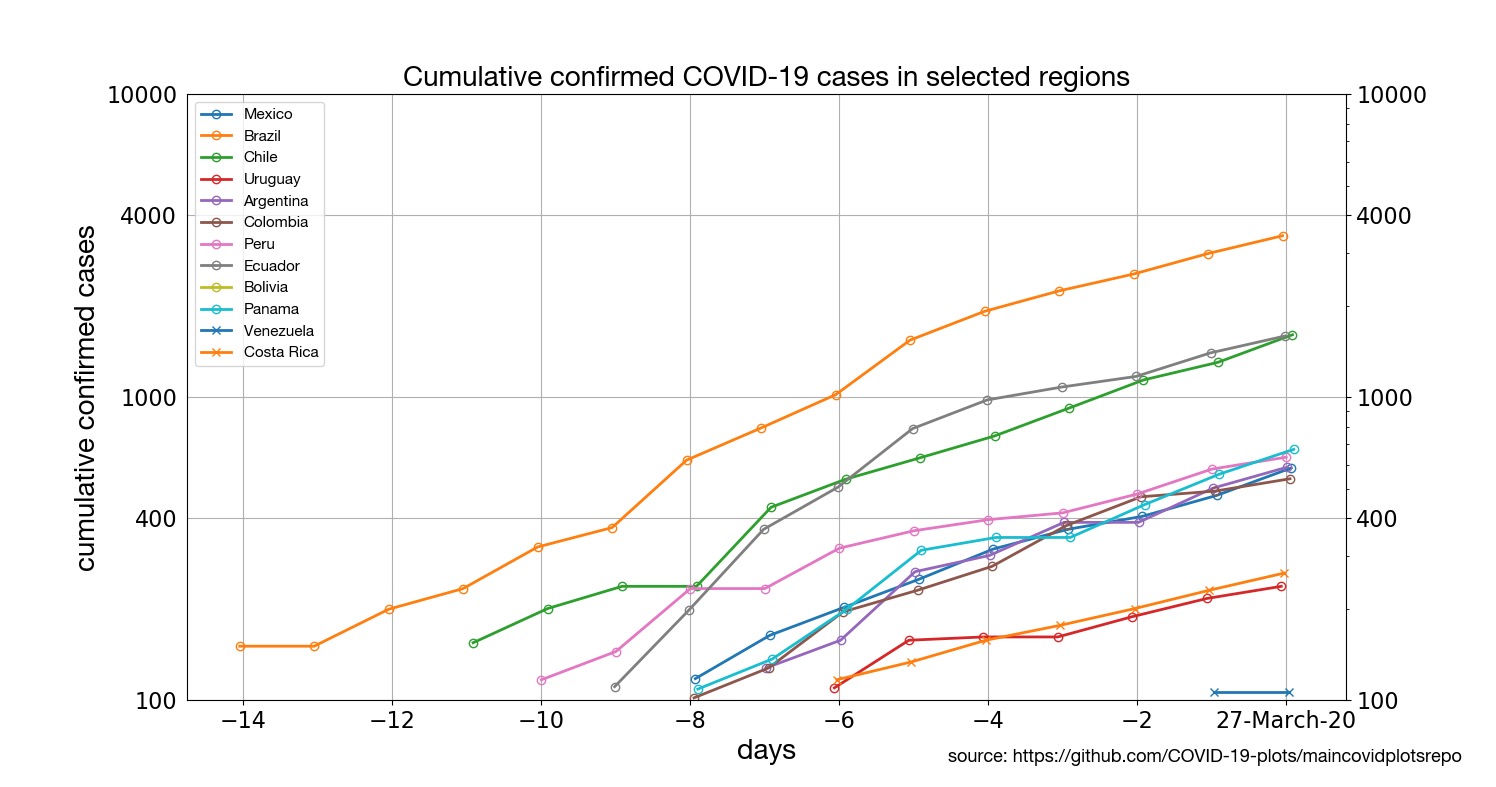 Cumulative confirmed COVID-19 cases in selected regions
10000
4000
1000
400
100
10000
4000
1000
400
100
cumulative confirmed cases
Mexico
Brazil
Chile
Uruguay
Argentina
Colombia
Peru
Ecuador
Bolivia
Panama
Venezuela
Costa Rica
−14 −12 −10 −8 −6 −4 −2 27-March-20
days
source: https://github.com/COVID-19-plots/maincovidplotsrepo